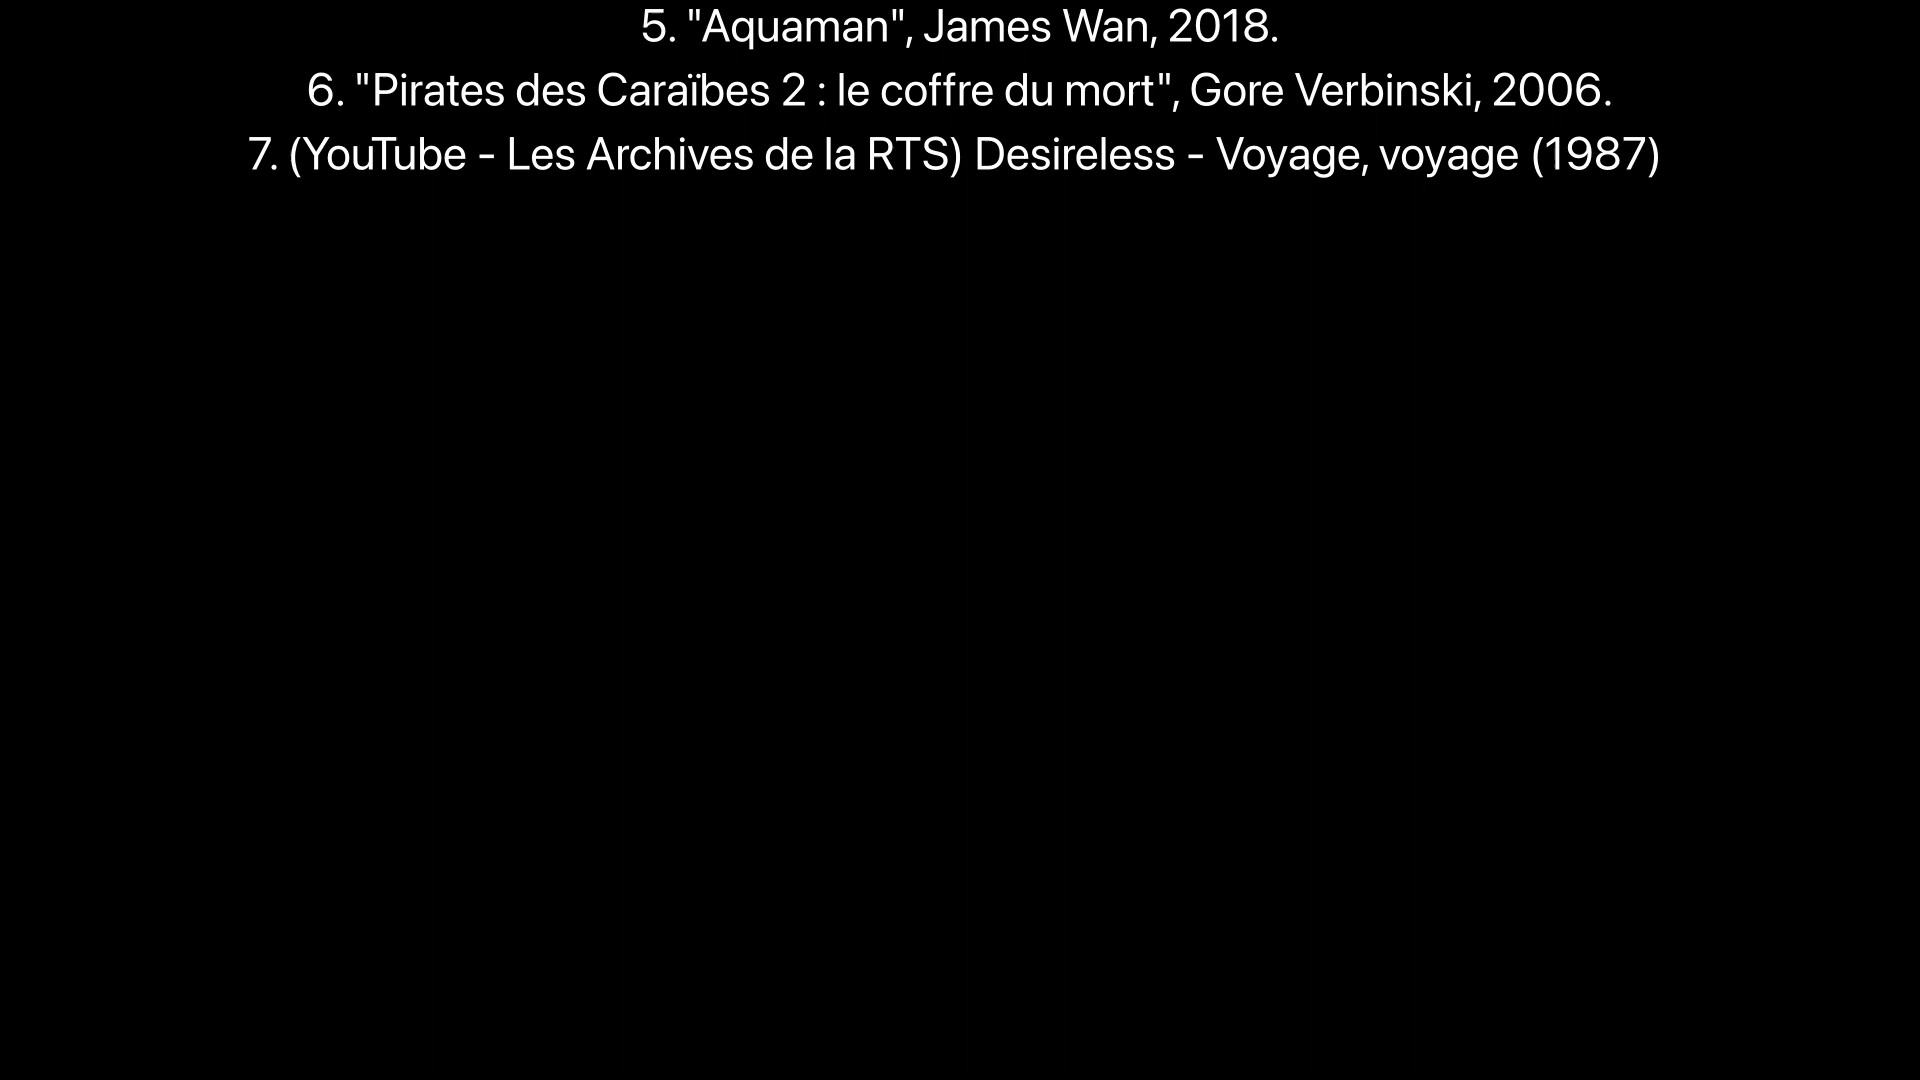 5. "Aquaman", James Wan, 2018.
6. "Pirates des Caraïbes 2 : le coffre du mort", Gore Verbinski, 2006.
7. (YouTube - Les Archives de la RTS) Desireless - Voyage, voyage (1987)